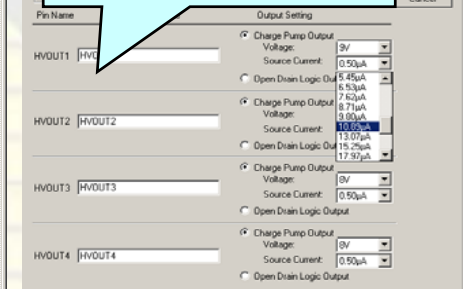 Pin Name Output Setting
Charge Pump Output
Voltage: 9V
HVOUT1 HVO Source Current: 0.50µA
Open Drain Logic Ou
5.45µA
6.53µA
7.62µA
8.71µA
9.80µA
10.89µA
13.07µA
15.25µA
17.97µA
Charge Pump Output
Voltage:
HVOUT2 HVOUT2
Source Current:
Open Drain Logic Ou
Charge Pump Output
Voltage: 8V
HVOUT3 HVOUT3
Source Current: 0.50µA
Open Drain Logic Output
Charge Pump Output
Voltage: 8V
HVOUT4 HVOUT4
Source Current: 0.50µA
Open Drain Logic Output